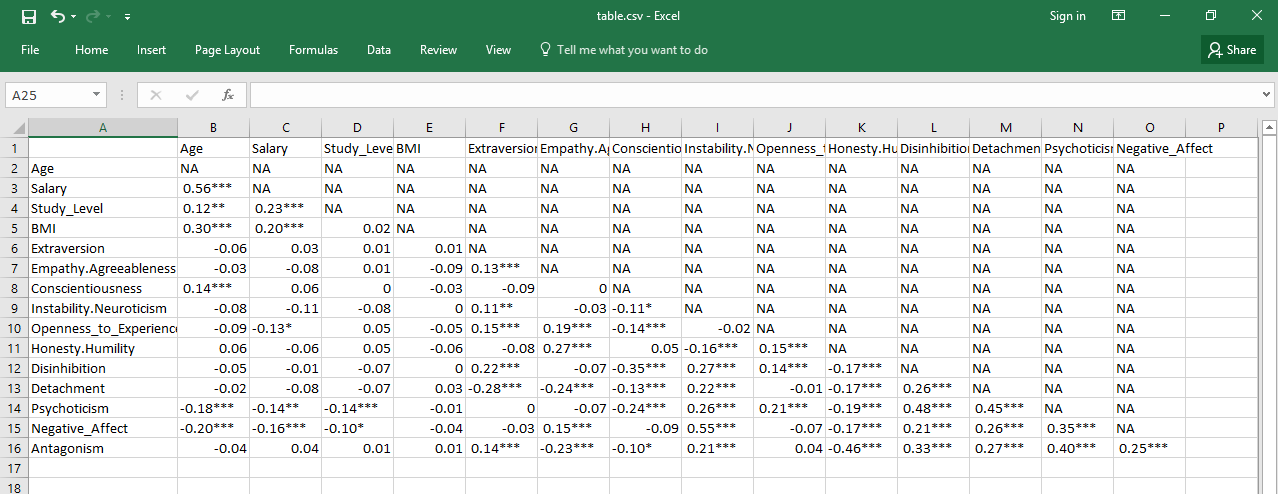 table.csv - Excel Sign in
File Home Insert Page Layout Formulas Data Review View Tell me what you want to do Share
A25 fx
A B C D E F G H I J K L M N O P
1 Age Salary Study_Leve BMI Extraversion Empathy.Ag Conscientio Instability.N Openness_t Honesty.Hu Disinhibitio Detachmen Psychoticis Negative_Affect
2 Age NA NA NA NA NA NA NA NA NA NA NA NA NA NA
3 Salary 0.56*** NA NA NA NA NA NA NA NA NA NA NA NA NA
4 Study_Level 0.12** 0.23*** NA NA NA NA NA NA NA NA NA NA NA NA
5 BMI 0.30*** 0.20*** 0.02 NA NA NA NA NA NA NA NA NA NA NA
6 Extraversion -0.06 0.03 0.01 0.01 NA NA NA NA NA NA NA NA NA NA
7 Empathy.Agreeableness -0.03 -0.08 0.01 -0.09 0.13*** NA NA NA NA NA NA NA NA NA
8 Conscientiousness 0.14*** 0.06 0 -0.03 -0.09 0 NA NA NA NA NA NA NA NA
9 Instability.Neuroticism -0.08 -0.11 -0.08 0 0.11** -0.03 -0.11* NA NA NA NA NA NA NA
10 Openness_to_Experience -0.09 -0.13* 0.05 -0.05 0.15*** 0.19*** -0.14*** -0.02 NA NA NA NA NA NA
11 Honesty.Humility 0.06 -0.06 0.05 -0.06 -0.08 0.27*** 0.05 -0.16*** 0.15*** NA NA NA NA NA
12 Disinhibition -0.05 -0.01 -0.07 0 0.22*** -0.07 -0.35*** 0.27*** 0.14*** -0.17*** NA NA NA NA
13 Detachment -0.02 -0.08 -0.07 0.03 -0.28*** -0.24*** -0.13*** 0.22*** -0.01 -0.17*** 0.26*** NA NA NA
14 Psychoticism -0.18*** -0.14** -0.14*** -0.01 0 -0.07 -0.24*** 0.26*** 0.21*** -0.19*** 0.48*** 0.45*** NA NA
15 Negative_Affect -0.20*** -0.16*** -0.10* -0.04 -0.03 0.15*** -0.09 0.55*** -0.07 -0.17*** 0.21*** 0.26*** 0.35*** NA
16 Antagonism -0.04 0.04 0.01 0.01 0.14*** -0.23*** -0.10* 0.21*** 0.04 -0.46*** 0.33*** 0.27*** 0.40*** 0.25***
17
18